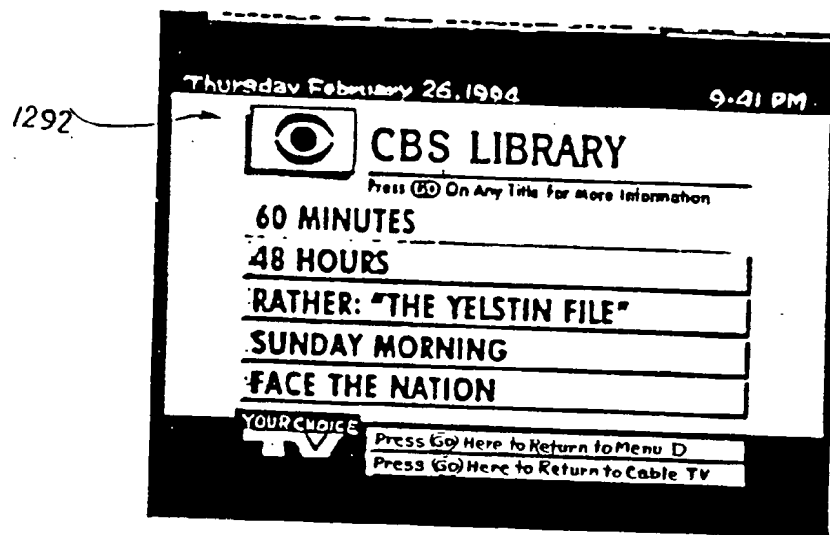 Thursday February 26, 1994 9:41 PM
1292
CBS LIBRARY
Press Go On Any Title for More Information
60 MINUTES
48 HOURS
RATHER: "THE YELSTIN FILE"
SUNDAY MORNING
FACE THE NATION
YOUR CHOICE
TV
Press Go Here to Return to Menu D
Press Go Here to Return to Cable TV